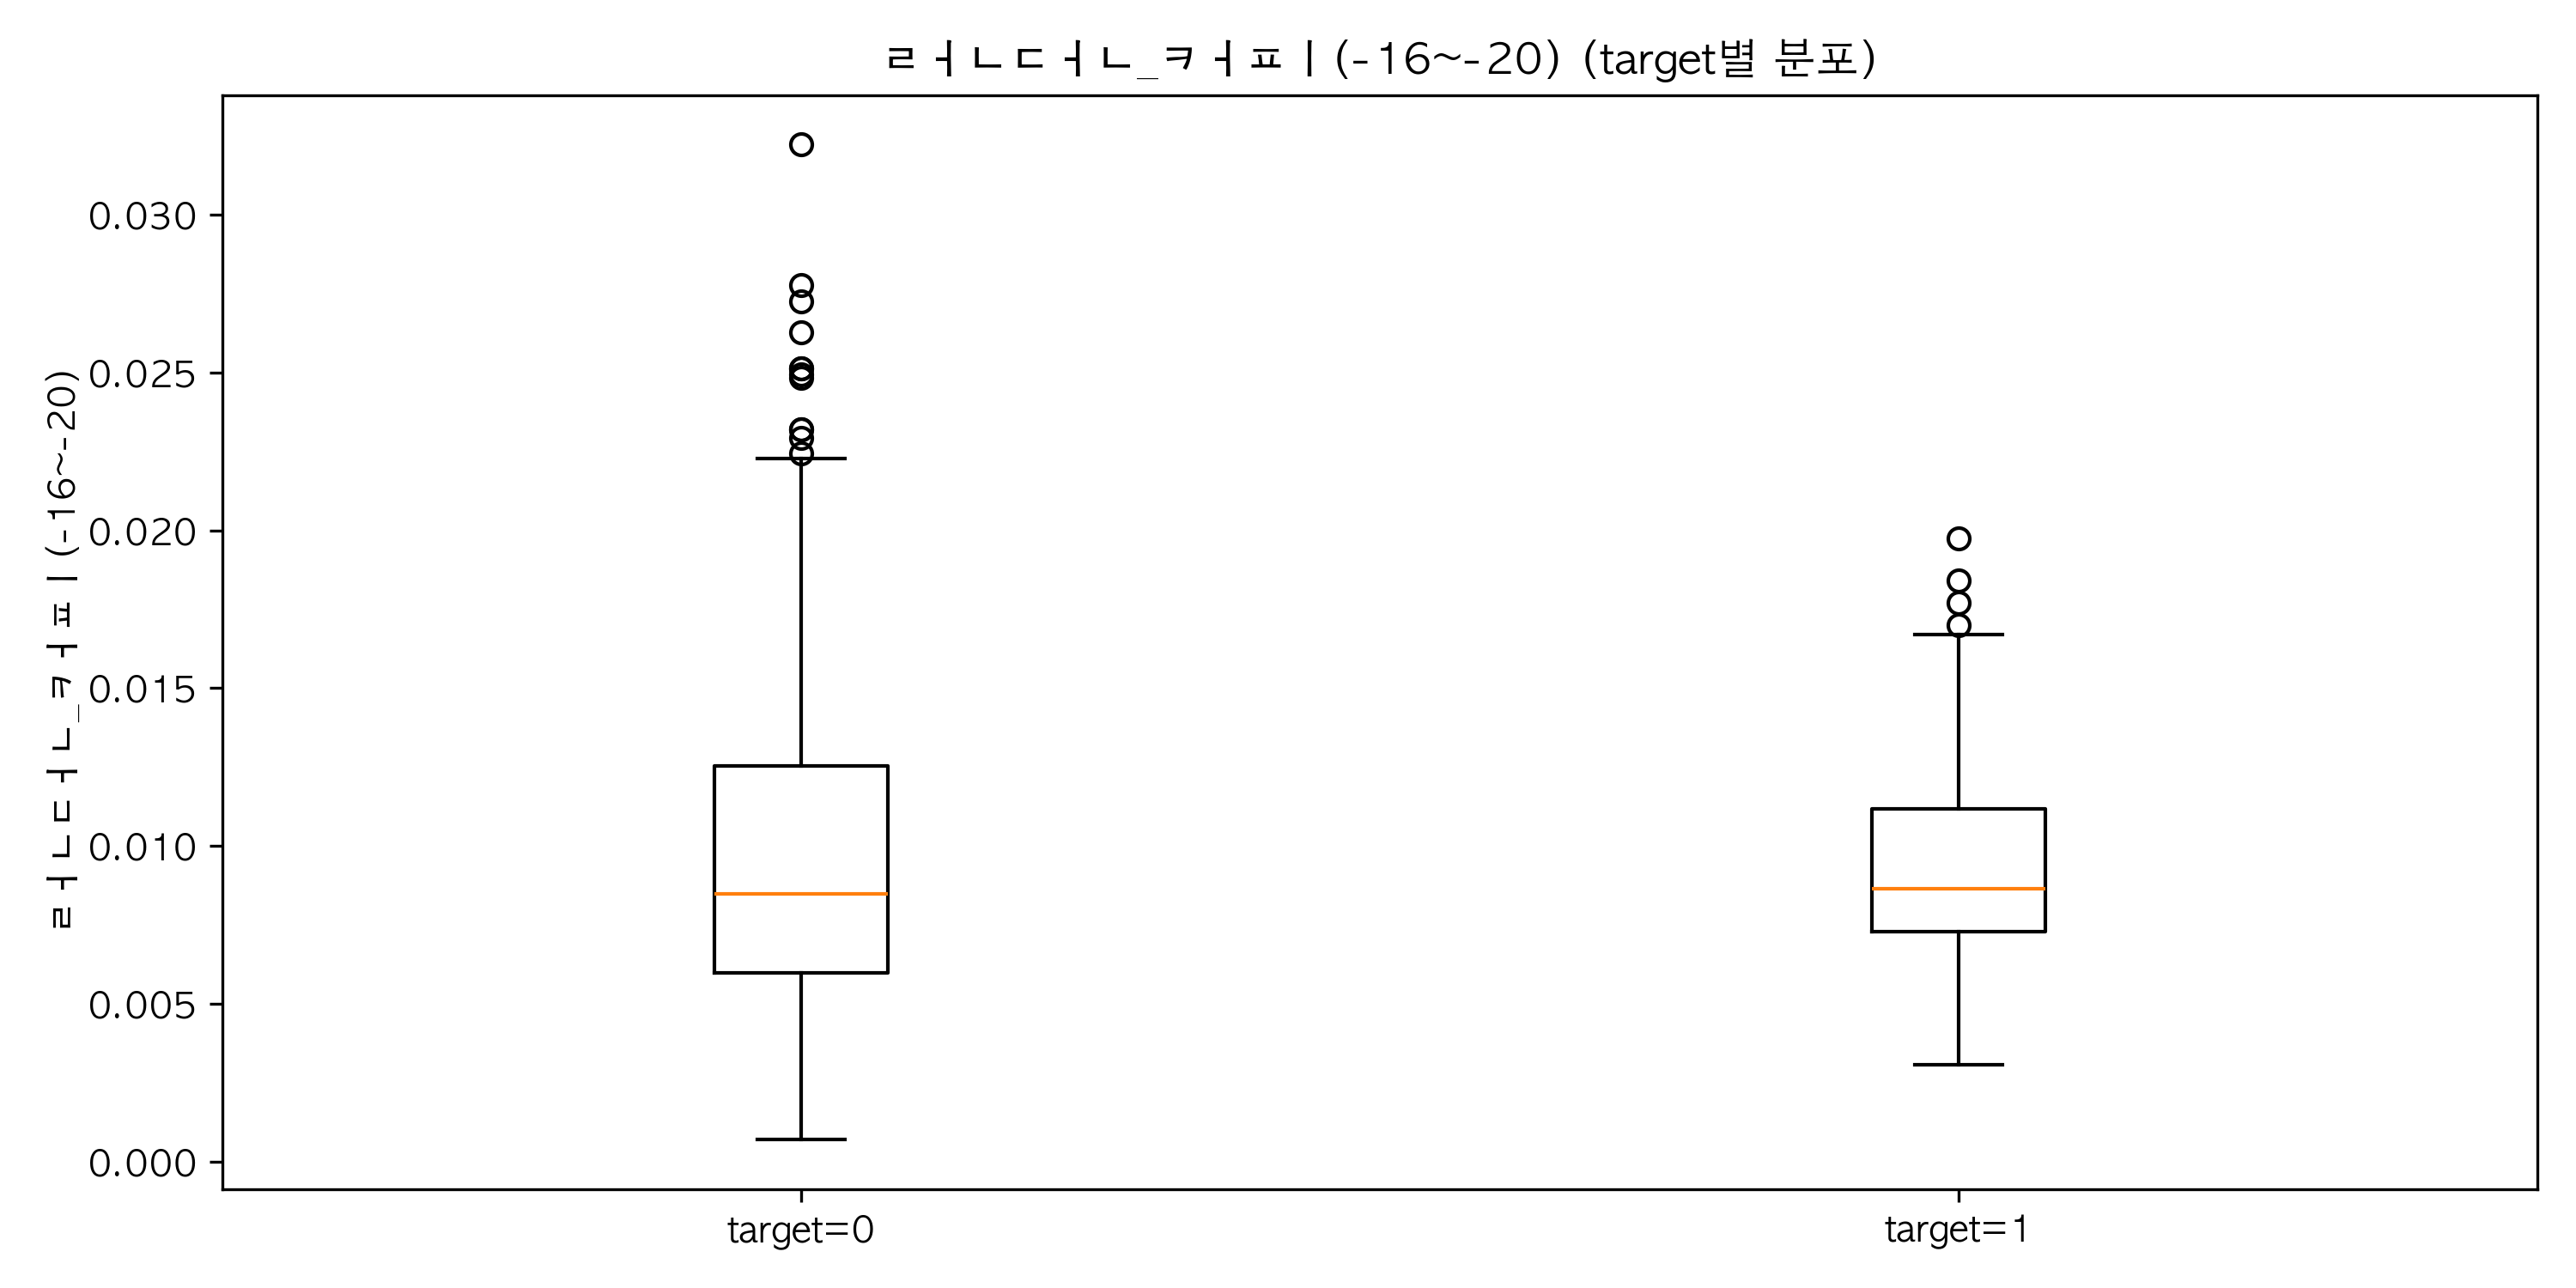 ㄹㅓㄴㄷㅓㄴ_ㅋㅓㅍㅣ(-16~-20) (target별 분포)
ㄹㅓㄴㄷㅓㄴ_ㅋㅓㅍㅣ(-16~-20)
0.030
0.025
0.020
0.015
0.010
0.005
0.000
target=0
target=1